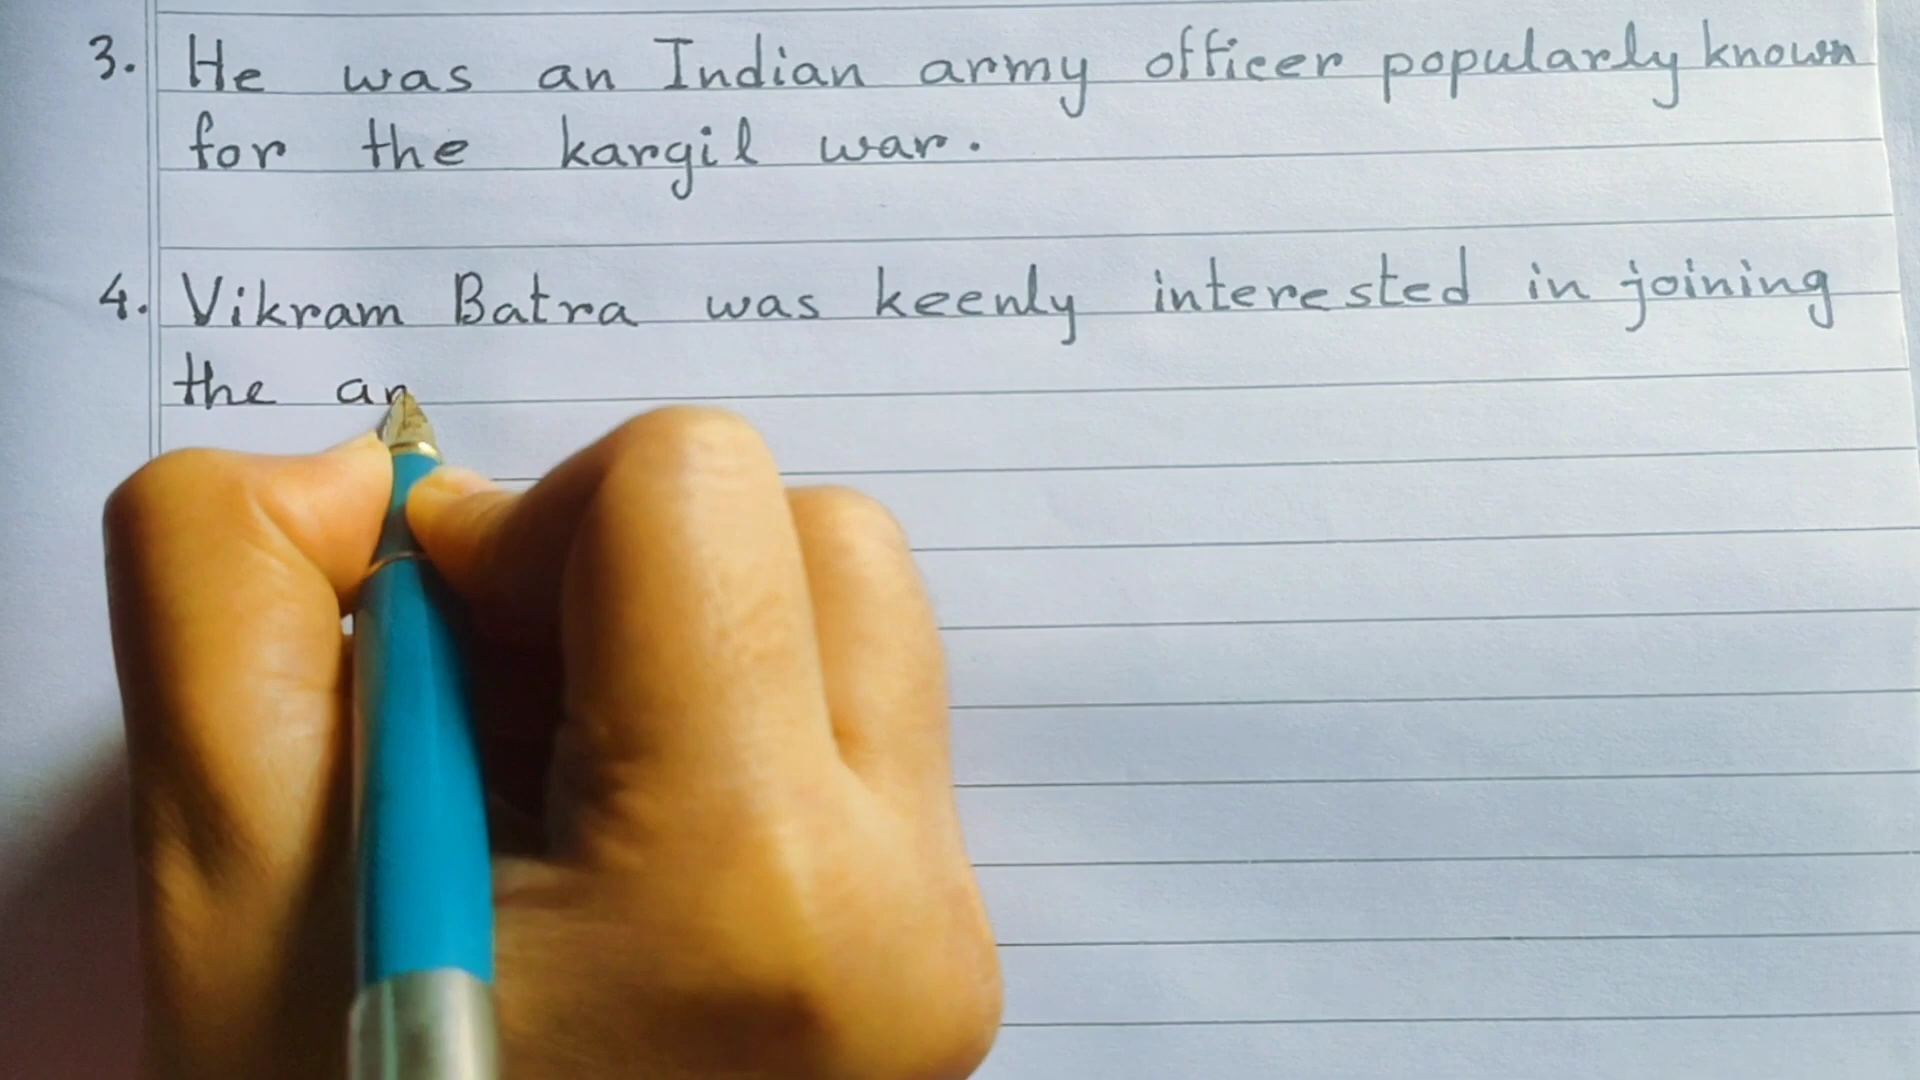 3. He was an Indian army officer popularly known
for the kargil war.
4. Vikram Batra was keenly interested in joining
the ar